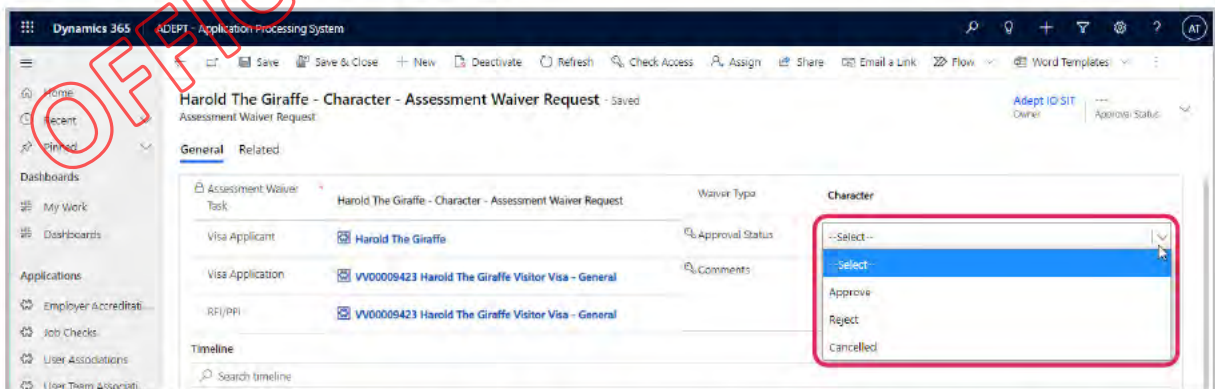 Dynamics 365 ADEPT - Application Processing System ? AT
Save Save & Close + New Deactivate Refresh Check Access Assign Share Email a Link Flow Word Templates
OFFIC
Home
Recent
Pinned
Dashboards
My Work
Dashboards
Applications
Employer Accreditati...
Job Checks
User Associations
User Team Associati...
Harold The Giraffe - Character - Assessment Waiver Request - Saved
Assessment Waiver Request
Adept IO SIT
Owner
---
Approval Status
General Related
Assessment Waiver Task * Harold The Giraffe - Character - Assessment Waiver Request
Visa Applicant Harold The Giraffe
Visa Application VV00009423 Harold The Giraffe Visitor Visa - General
RFI/PPI VV00009423 Harold The Giraffe Visitor Visa - General
Waiver Type Character
Approval Status --Select--
--Select--
Approve
Reject
Cancelled
Comments
Timeline
Search timeline